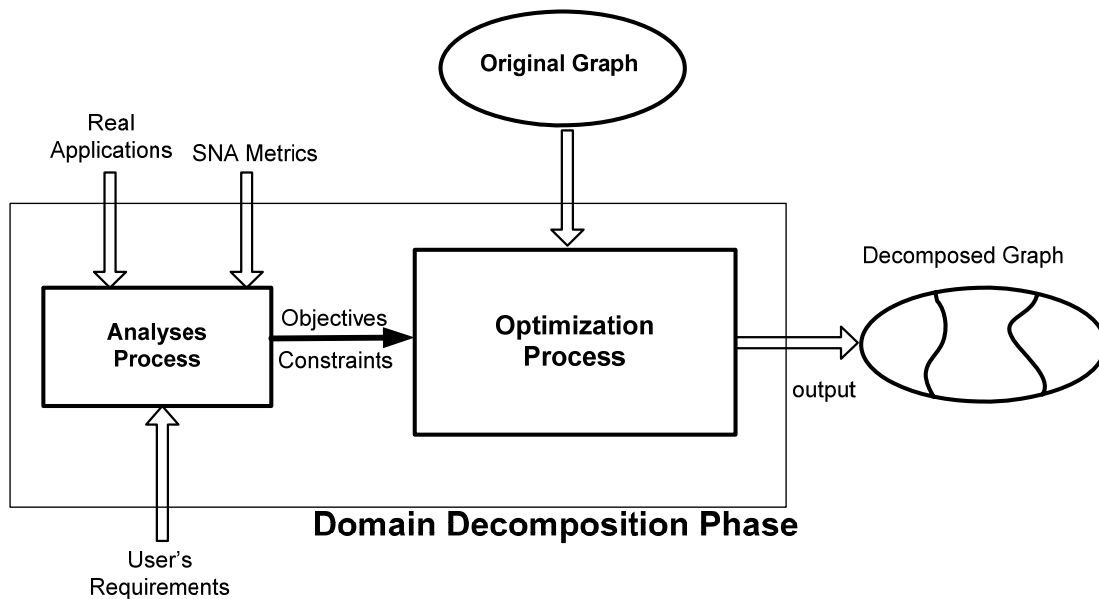 Original Graph
Real
Applications
SNA Metrics
Decomposed Graph
Analyses
Process
Objectives
Constraints
Optimization
Process
output
Domain Decomposition Phase
User’s
Requirements